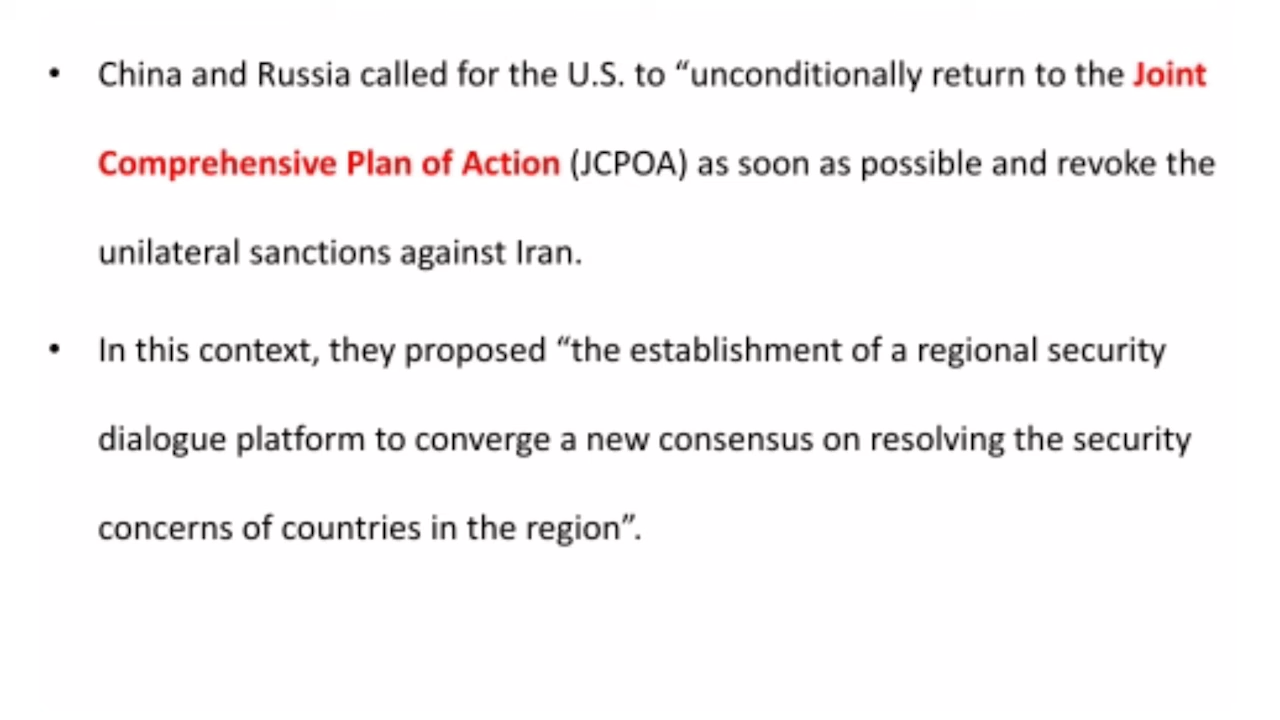 • China and Russia called for the U.S. to “unconditionally return to the Joint
Comprehensive Plan of Action (JCPOA) as soon as possible and revoke the
unilateral sanctions against Iran.
• In this context, they proposed “the establishment of a regional security
dialogue platform to converge a new consensus on resolving the security
concerns of countries in the region”.